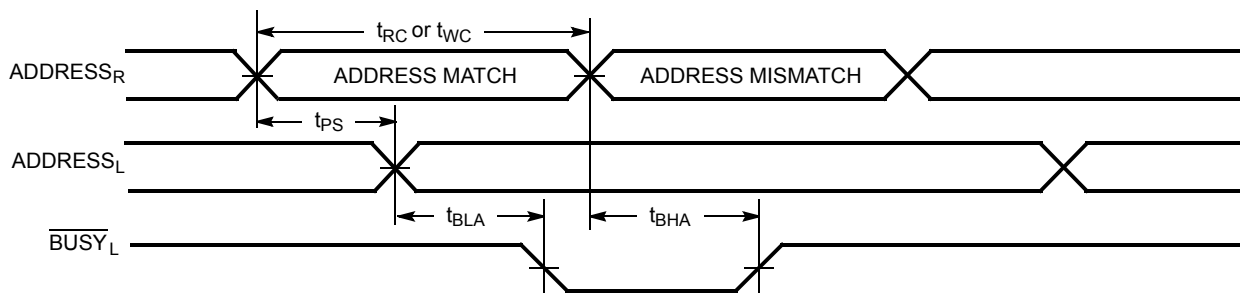 tRC or tWC
ADDRESSR ADDRESS MATCH ADDRESS MISMATCH
tPS
ADDRESSL
tBLA tBHA
BUSYL